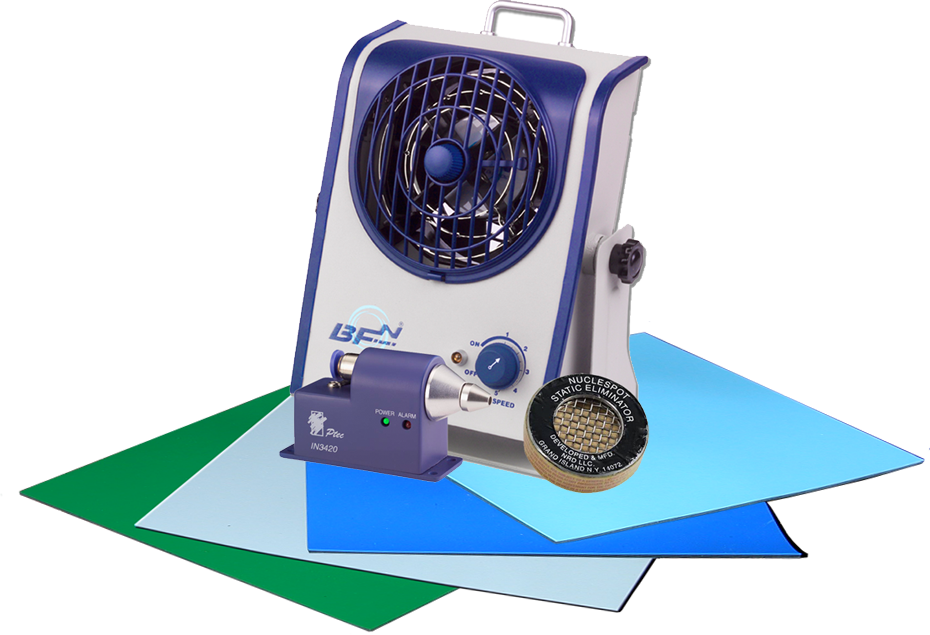 BFN®
ON
1
2
3
4
5
OFF
SPEED
POWER ALARM
Ptec
IN3420
NUCLESPOT
STATIC ELIMINATOR
DEVELOPED & MFD.
NRD LLC.
GRAND ISLAND N.Y. 14072